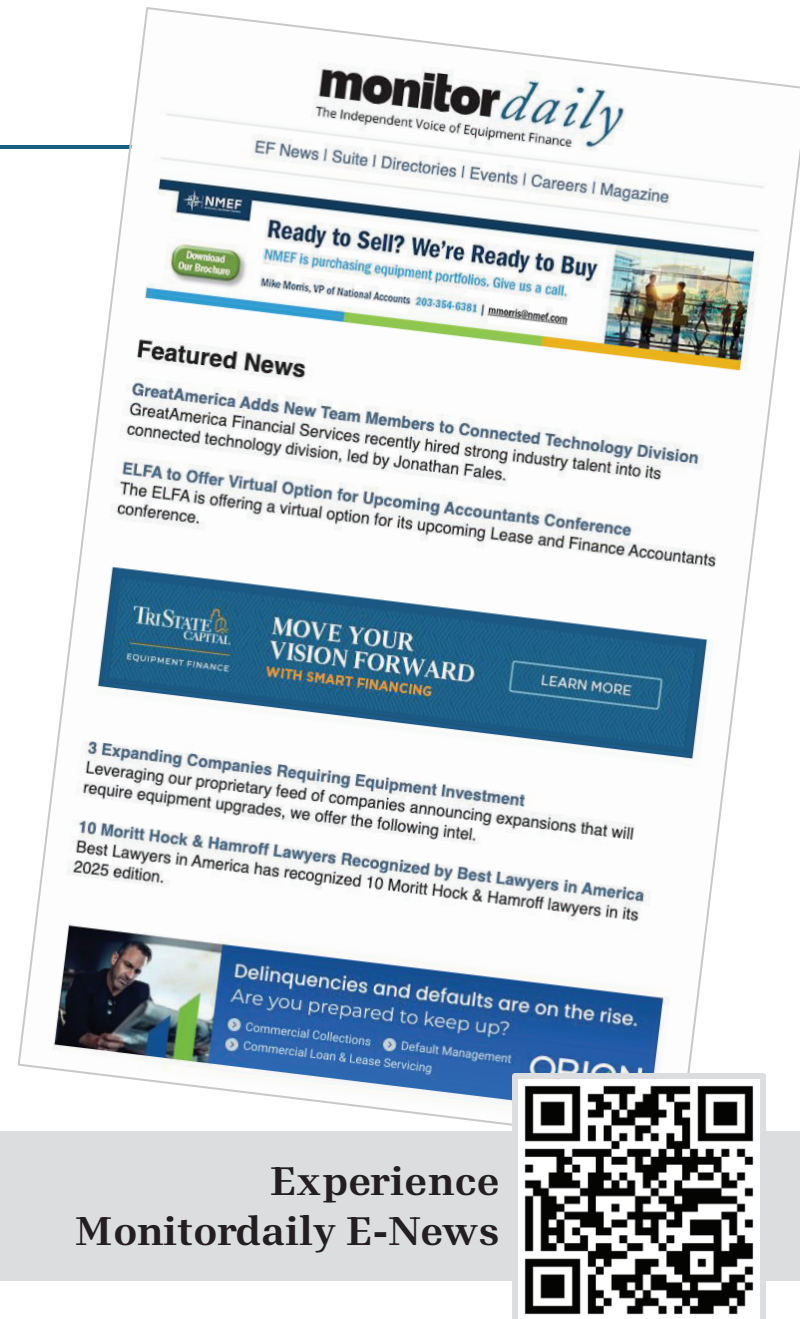 monitordaily
The Independent Voice of Equipment Finance
EF News | Suite | Directories | Events | Careers | Magazine
NMEF
Ready to Sell? We're Ready to Buy
Download
Our Brochure
NMEF is purchasing equipment portfolios. Give us a call.
Mike Morris, VP of National Accounts 203-354-6381 | mmorris@nmef.com
Featured News
GreatAmerica Adds New Team Members to Connected Technology Division
GreatAmerica Financial Services recently hired strong industry talent into its
connected technology division, led by Jonathan Fales.
ELFA to Offer Virtual Option for Upcoming Accountants Conference
The ELFA is offering a virtual option for its upcoming Lease and Finance Accountants
conference.
TRISTATE
CAPITAL
EQUIPMENT FINANCE
MOVE YOUR
VISION FORWARD
WITH SMART FINANCING
LEARN MORE
3 Expanding Companies Requiring Equipment Investment
Leveraging our proprietary feed of companies announcing expansions that will
require equipment upgrades, we offer the following intel.
10 Moritt Hock & Hamroff Lawyers Recognized by Best Lawyers in America
Best Lawyers in America has recognized 10 Moritt Hock & Hamroff lawyers in its
2025 edition.
Delinquencies and defaults are on the rise.
Are you prepared to keep up?
Commercial Collections Default Management
Commercial Loan & Lease Servicing
ORION
Experience
Monitordaily E-News